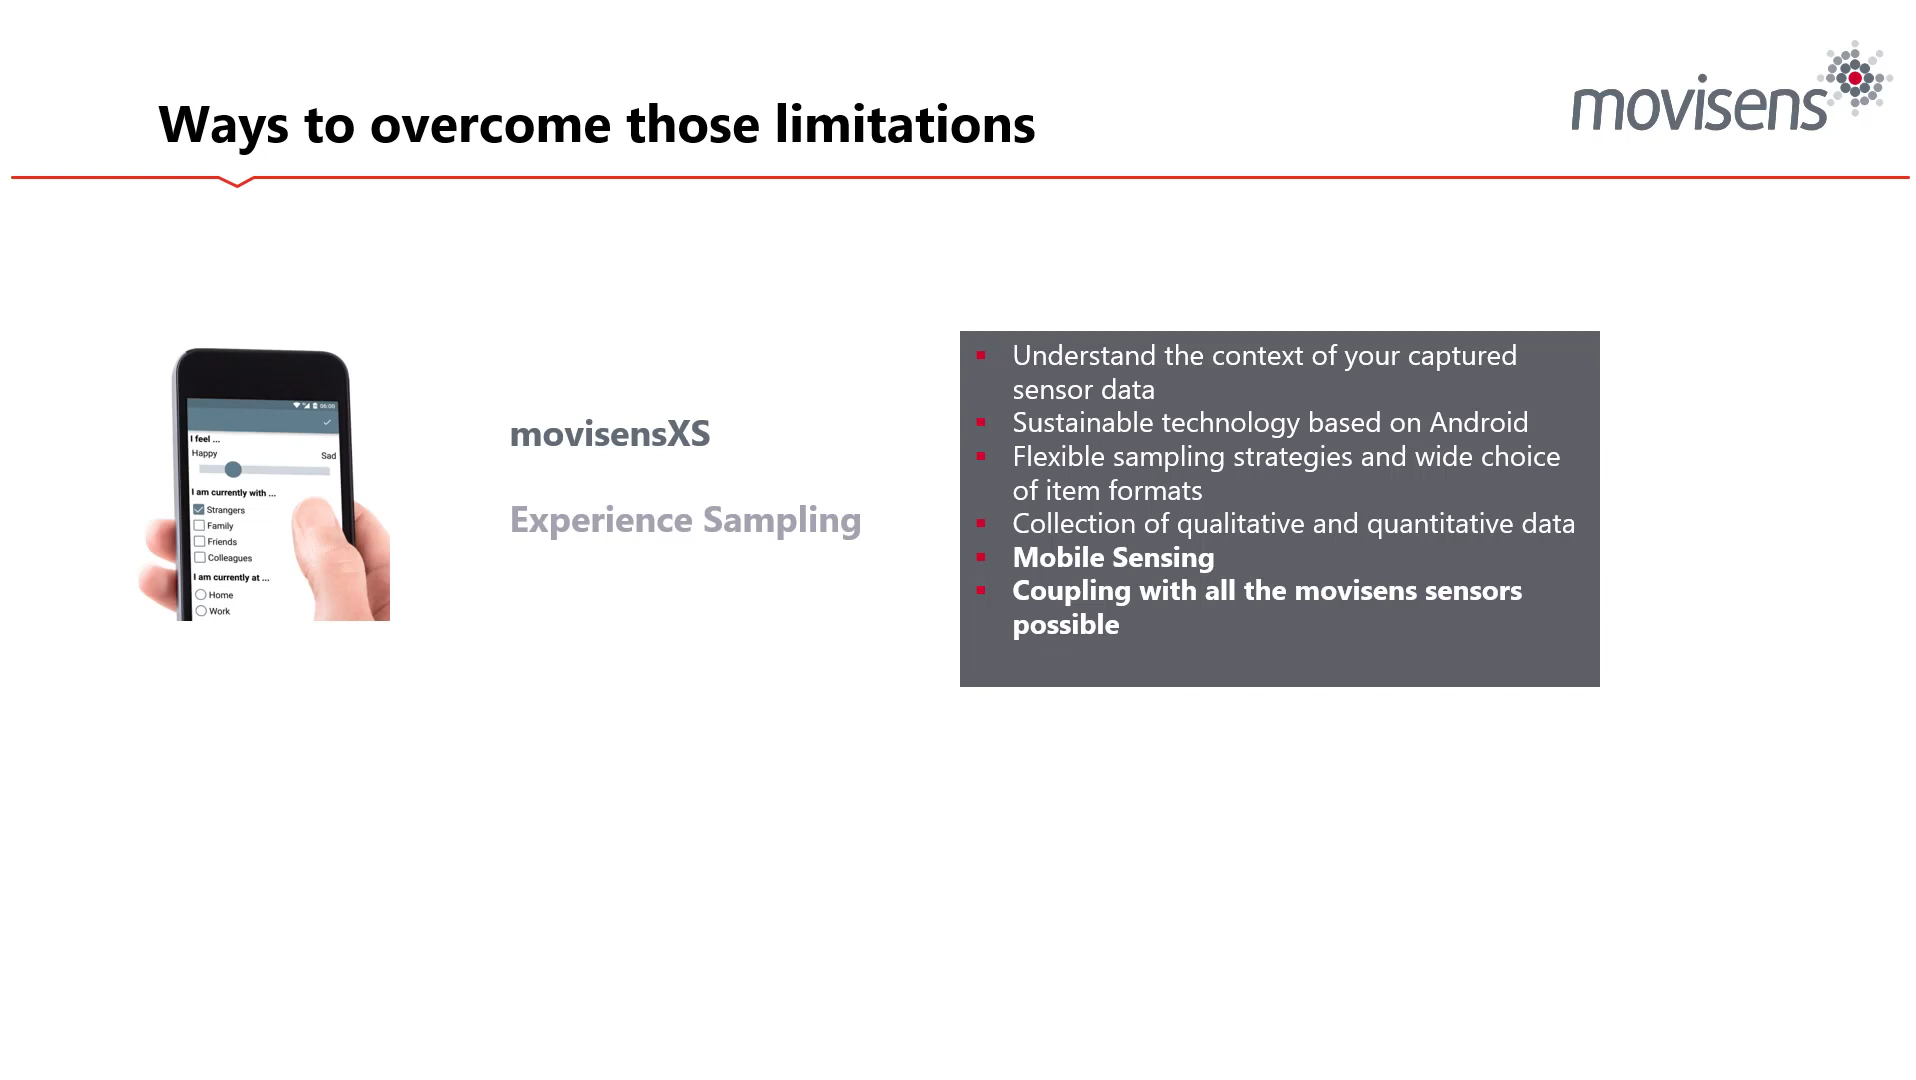 Ways to overcome those limitations
movisens
06:00
I feel ...
Happy Sad
I am currently with ...
Strangers
Family
Friends
Colleagues
I am currently at ...
Home
Work
movisensXS
Experience Sampling
Understand the context of your captured
sensor data
Sustainable technology based on Android
Flexible sampling strategies and wide choice
of item formats
Collection of qualitative and quantitative data
Mobile Sensing
Coupling with all the movisens sensors
possible